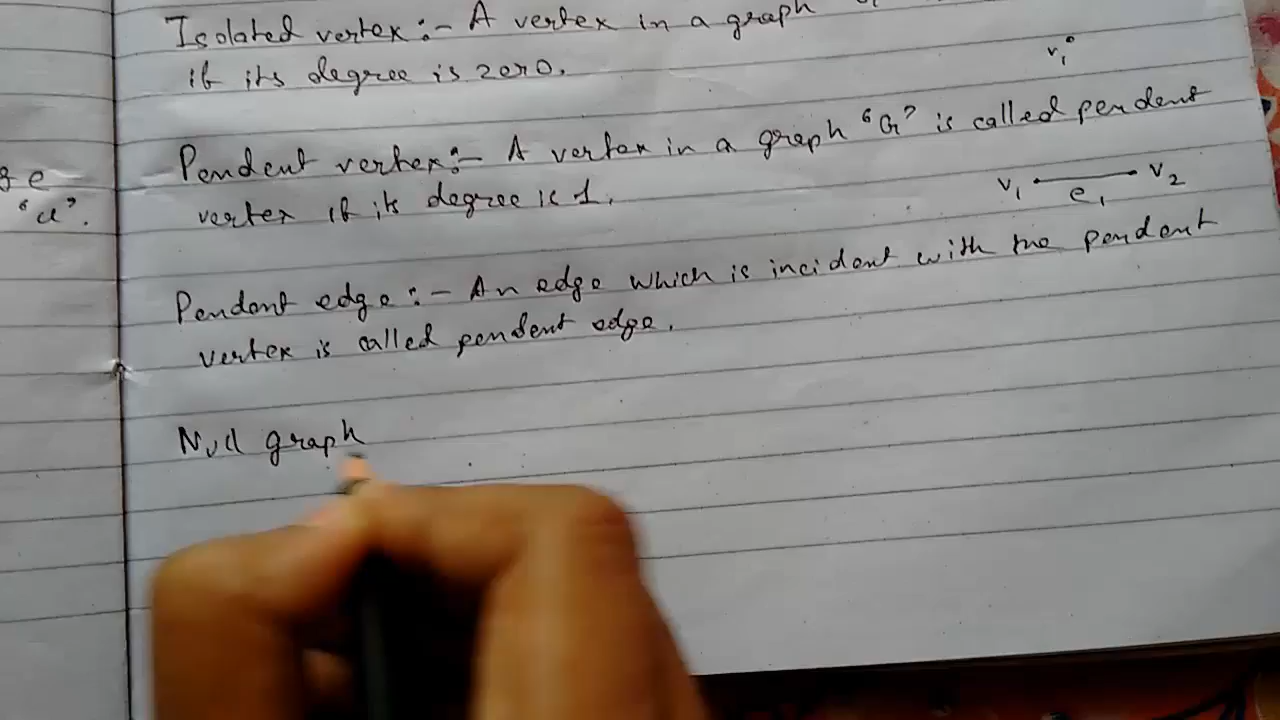 Isolated vertex :- A vertex in a graph
if its degree is zero.
v₁
Pendent vertex :- A vertex in a graph "G" is called pendent
vertex if its degree is 1.
v₁ e₁ v₂
Pendent edge :- An edge which is incident with the pendent
vertex is called pendent edge.
Null graph
ge
"u".